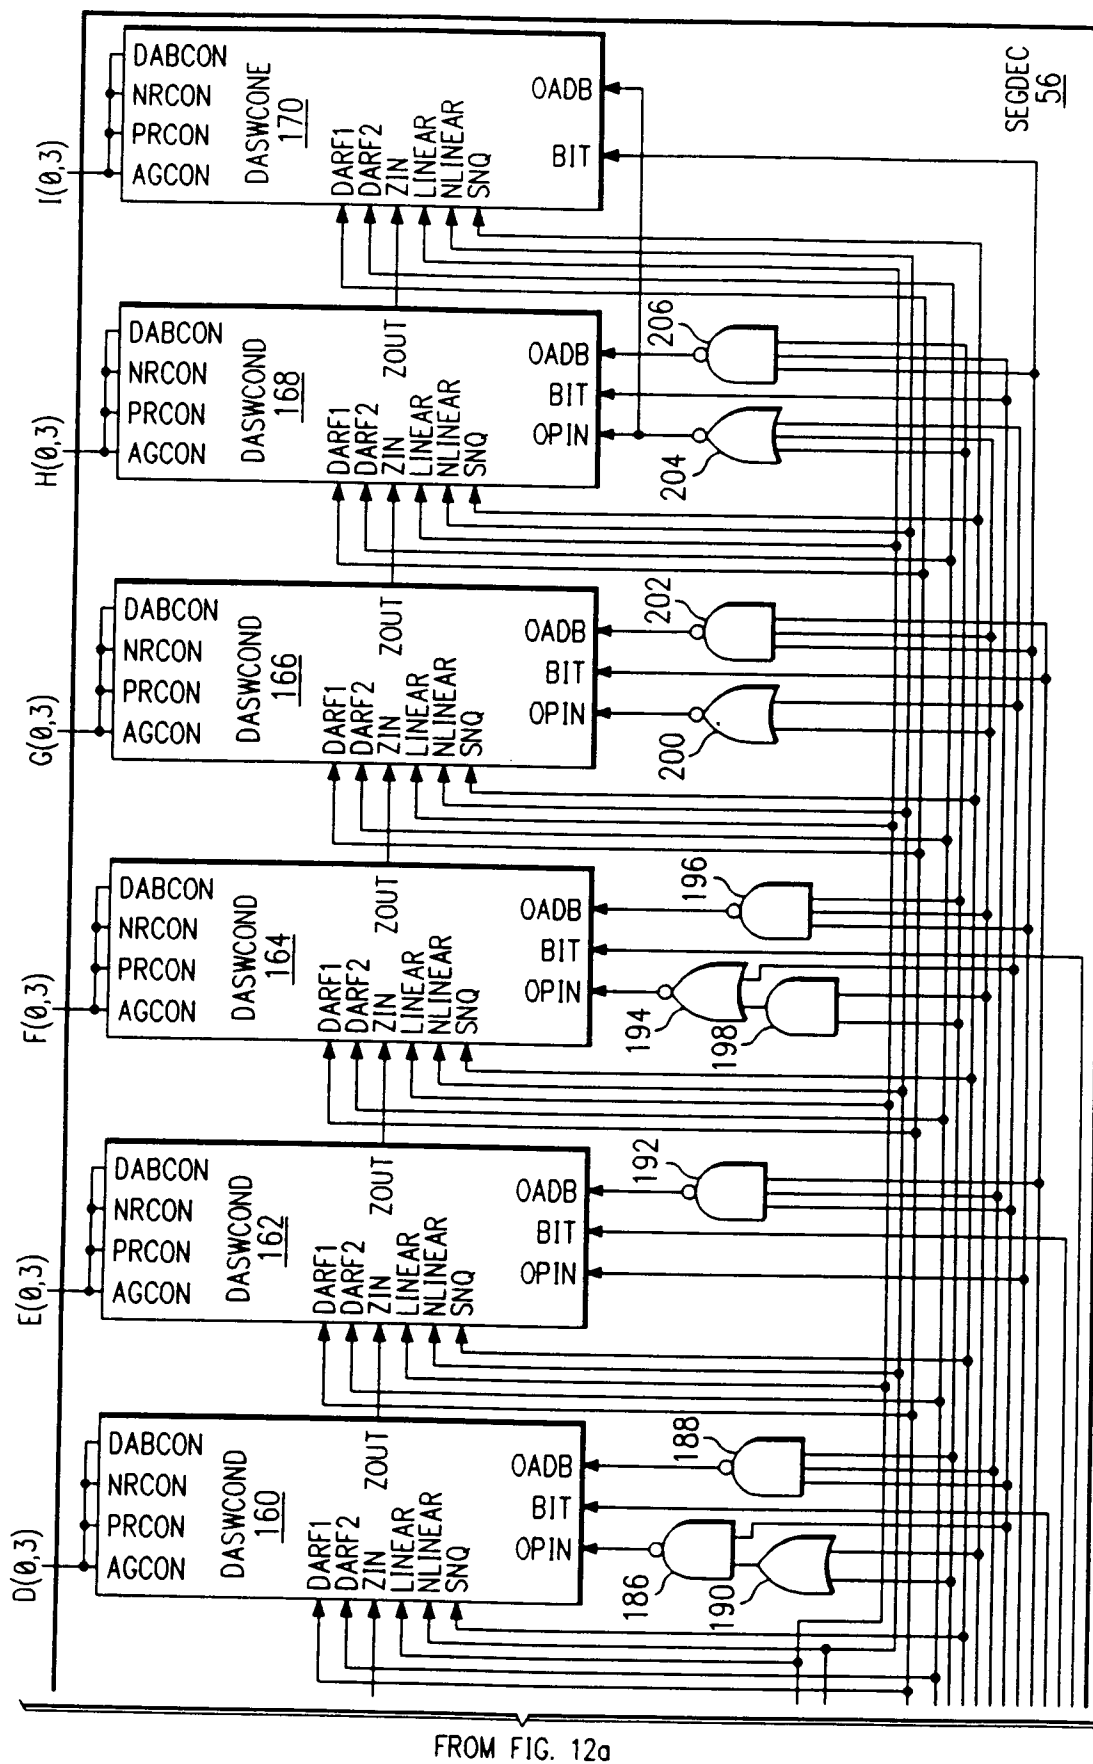 I(0,3)
DABCON
NRCON
PRCON
AGCON
DASWCONE
170
DARF1
DARF2
ZIN
LINEAR
NLINEAR
SNQ
OADB
BIT
SEGDEC
56
H(0,3)
DABCON
NRCON
PRCON
AGCON
DASWCOND
168
DARF1
DARF2
ZIN
LINEAR
NLINEAR
SNQ
ZOUT
OADB
BIT
OPIN
206
204
G(0,3)
DABCON
NRCON
PRCON
AGCON
DASWCOND
166
DARF1
DARF2
ZIN
LINEAR
NLINEAR
SNQ
ZOUT
OADB
BIT
OPIN
202
200
F(0,3)
DABCON
NRCON
PRCON
AGCON
DASWCOND
164
DARF1
DARF2
ZIN
LINEAR
NLINEAR
SNQ
ZOUT
OADB
BIT
OPIN
196
194
198
E(0,3)
DABCON
NRCON
PRCON
AGCON
DASWCOND
162
DARF1
DARF2
ZIN
LINEAR
NLINEAR
SNQ
ZOUT
OADB
BIT
OPIN
192
D(0,3)
DABCON
NRCON
PRCON
AGCON
DASWCOND
160
DARF1
DARF2
ZIN
LINEAR
NLINEAR
SNQ
ZOUT
OADB
BIT
OPIN
188
186
190
FROM FIG. 12a